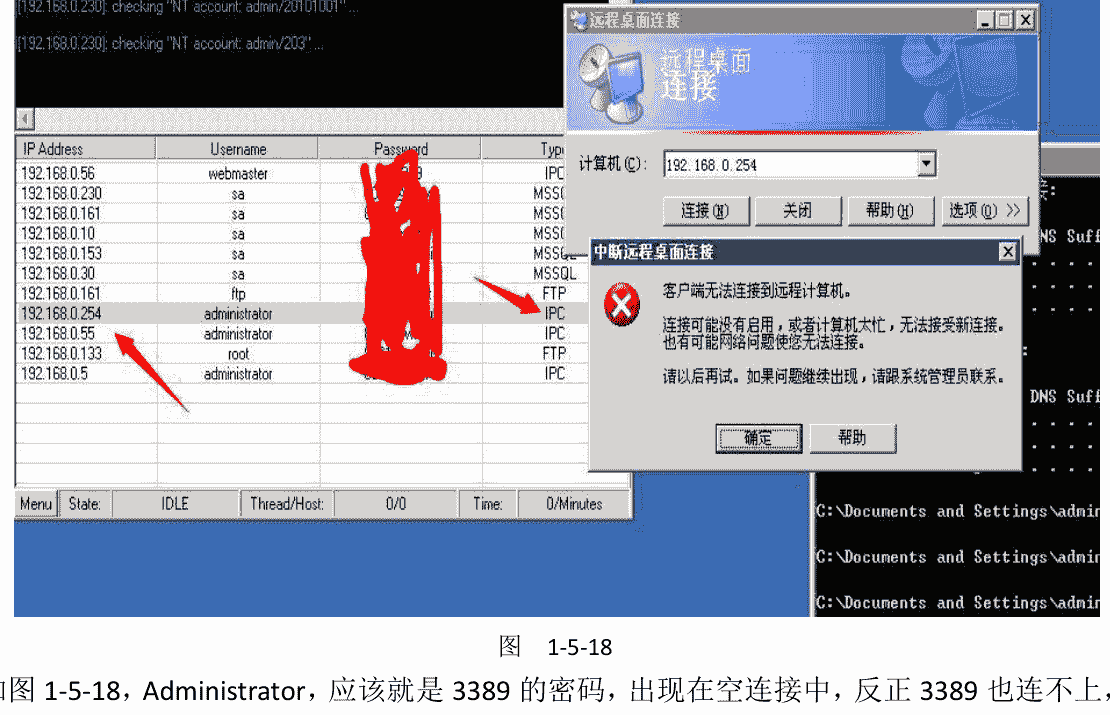 [192.168.0.230]: checking "NT account: admin/20101001" ...
[192.168.0.230]: checking "NT account: admin/203" ...
IP Address Username Password Type
192.168.0.56 webmaster IPC
192.168.0.230 sa MSSQL
192.168.0.161 sa MSSQL
192.168.0.10 sa MSSQL
192.168.0.153 sa MSSQL
192.168.0.30 sa MSSQL
192.168.0.161 ftp FTP
192.168.0.254 administrator IPC
192.168.0.55 administrator IPC
192.168.0.133 root FTP
192.168.0.5 administrator IPC
Menu State: IDLE Thread/Host: 0/0 Time: 0/Minutes
远程桌面连接
远程桌面
连接
计算机(C): 192.168.0.254
连接(N) 关闭 帮助(H) 选项(O) >>
中断远程桌面连接
客户端无法连接到远程计算机。
连接可能没有启用，或者计算机太忙，无法接受新连接。
也有可能网络问题使您无法连接。
请以后再试。如果问题继续出现，请跟系统管理员联系。
确定 帮助
NS Suff
DNS Suff
C:\Documents and Settings\admin
C:\Documents and Settings\admin
C:\Documents and Settings\admin
图 1-5-18
如图 1-5-18，Administrator，应该就是 3389 的密码，出现在空连接中，反正 3389 也连不上，